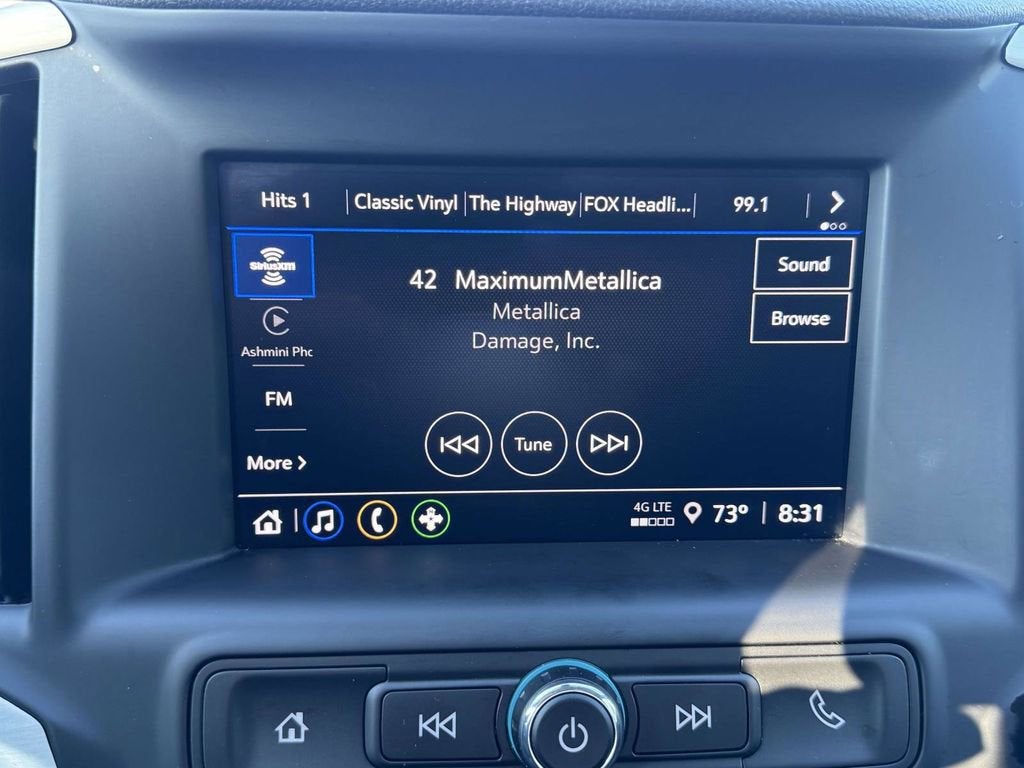 Hits 1 Classic Vinyl The Highway FOX Headli... 99.1
SiriusXM
42 MaximumMetallica
Metallica
Damage, Inc.
Sound
Browse
Ashmini Phc
FM
More
Tune
4G LTE
73° 8:31